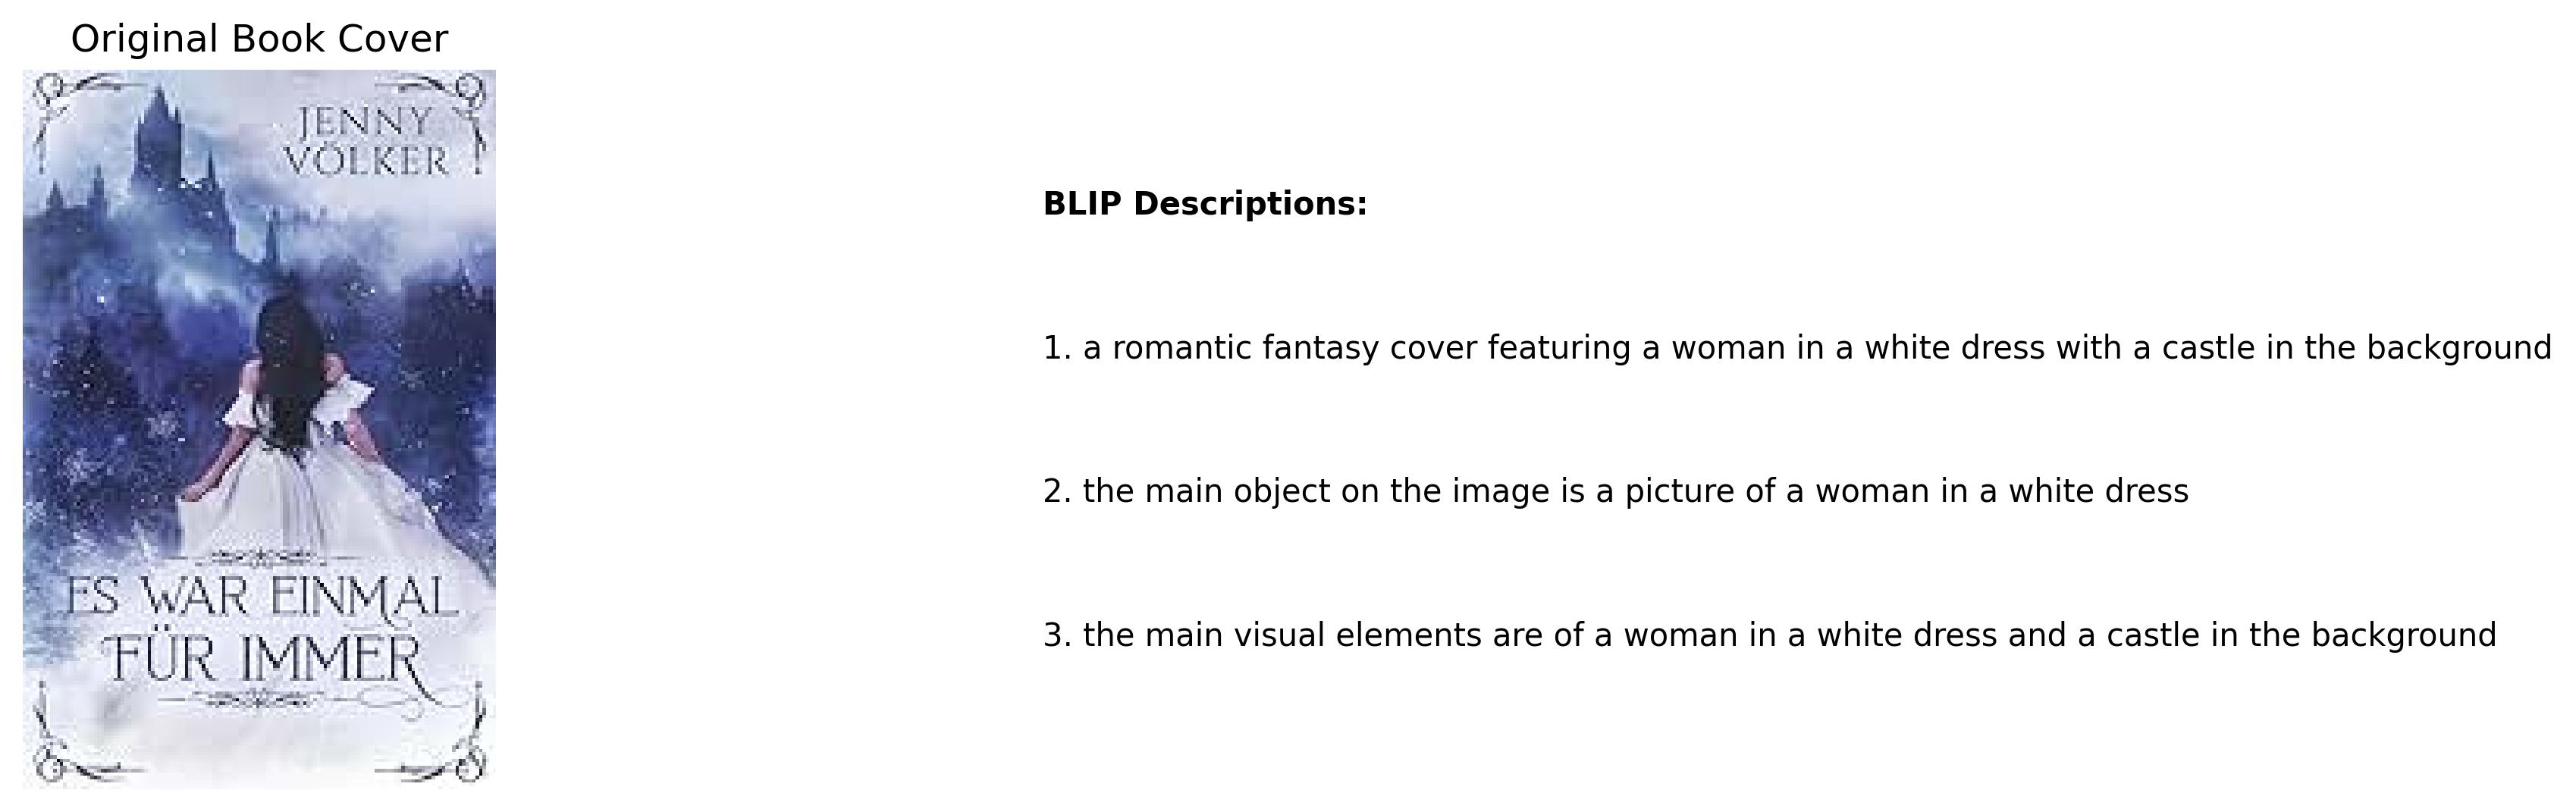 Original Book Cover
JENNY
VÖLKER
ES WAR EINMAL
FÜR IMMER
BLIP Descriptions:
1. a romantic fantasy cover featuring a woman in a white dress with a castle in the background
2. the main object on the image is a picture of a woman in a white dress
3. the main visual elements are of a woman in a white dress and a castle in the background